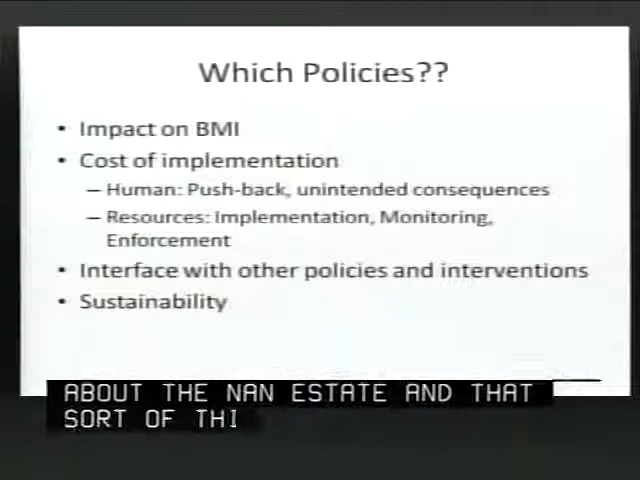 Which Policies??
• Impact on BMI
• Cost of implementation
– Human: Push-back, unintended consequences
– Resources: Implementation, Monitoring,
Enforcement
• Interface with other policies and interventions
• Sustainability
ABOUT THE NAN ESTATE AND THAT
SORT OF THI